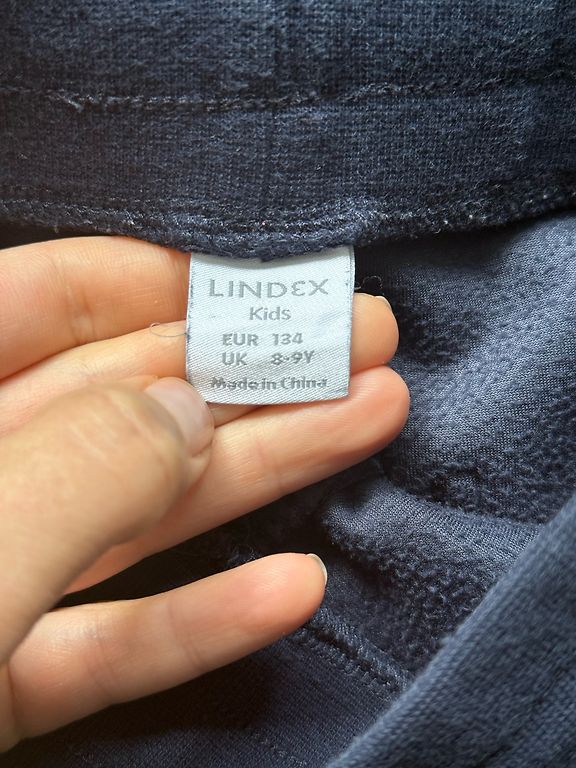 LINDEX
Kids
EUR 134
UK 8-9Y
Made in China